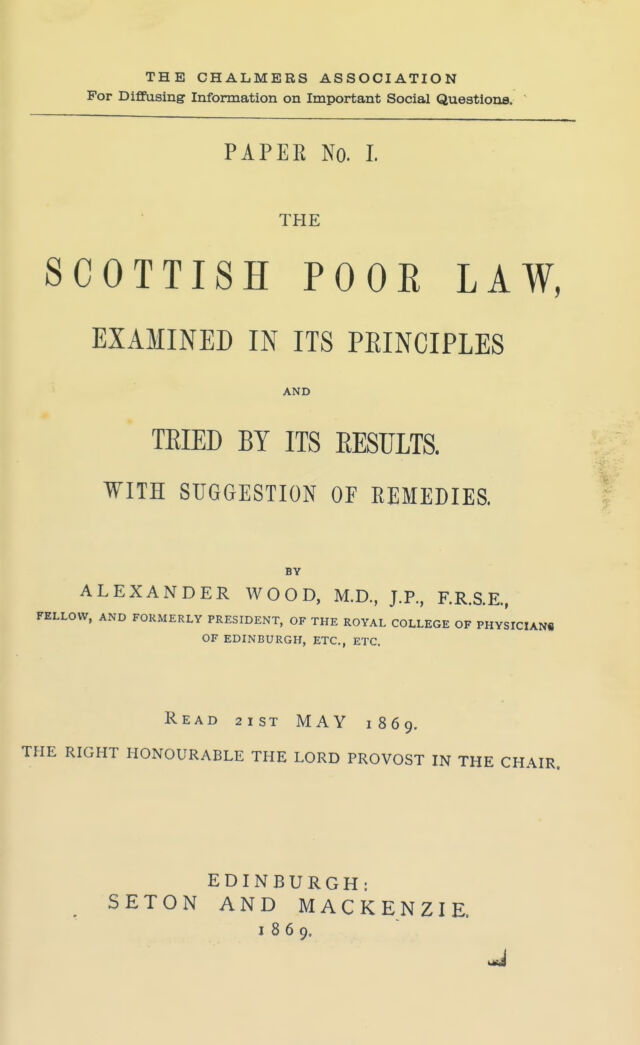 THE CHALMERS ASSOCIATION
For Diffusing Information on Important Social Questions.
PAPER No. I.
THE
SCOTTISH POOR LAW,
EXAMINED IN ITS PRINCIPLES
AND
TRIED BY ITS RESULTS.
WITH SUGGESTION OF REMEDIES.
BY
ALEXANDER WOOD, M.D., J.P., F.R.S.E.,
FELLOW, AND FORMERLY PRESIDENT, OF THE ROYAL COLLEGE OF PHYSICIANS
OF EDINBURGH, ETC., ETC.
READ 21ST MAY 1869.
THE RIGHT HONOURABLE THE LORD PROVOST IN THE CHAIR.
EDINBURGH:
SETON AND MACKENZIE.
1869.